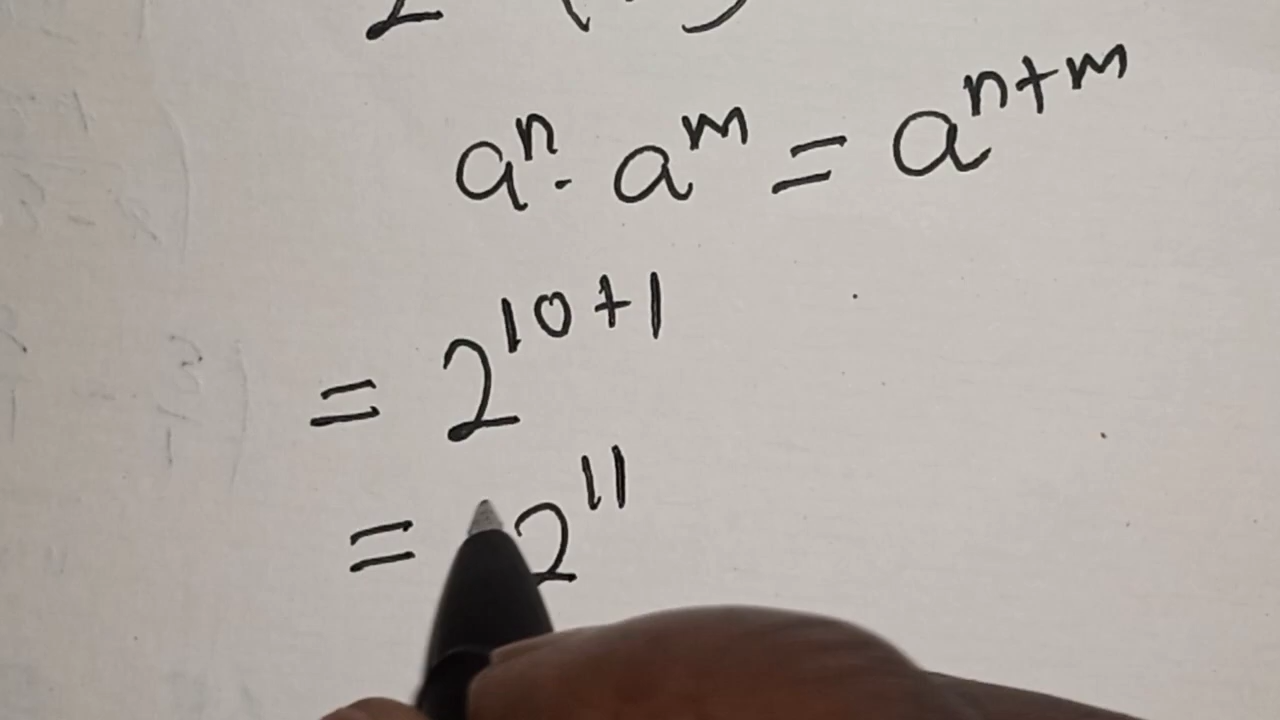 aⁿ · aᵐ = aⁿ⁺ᵐ
= 2¹⁰⁺¹
= 2¹¹